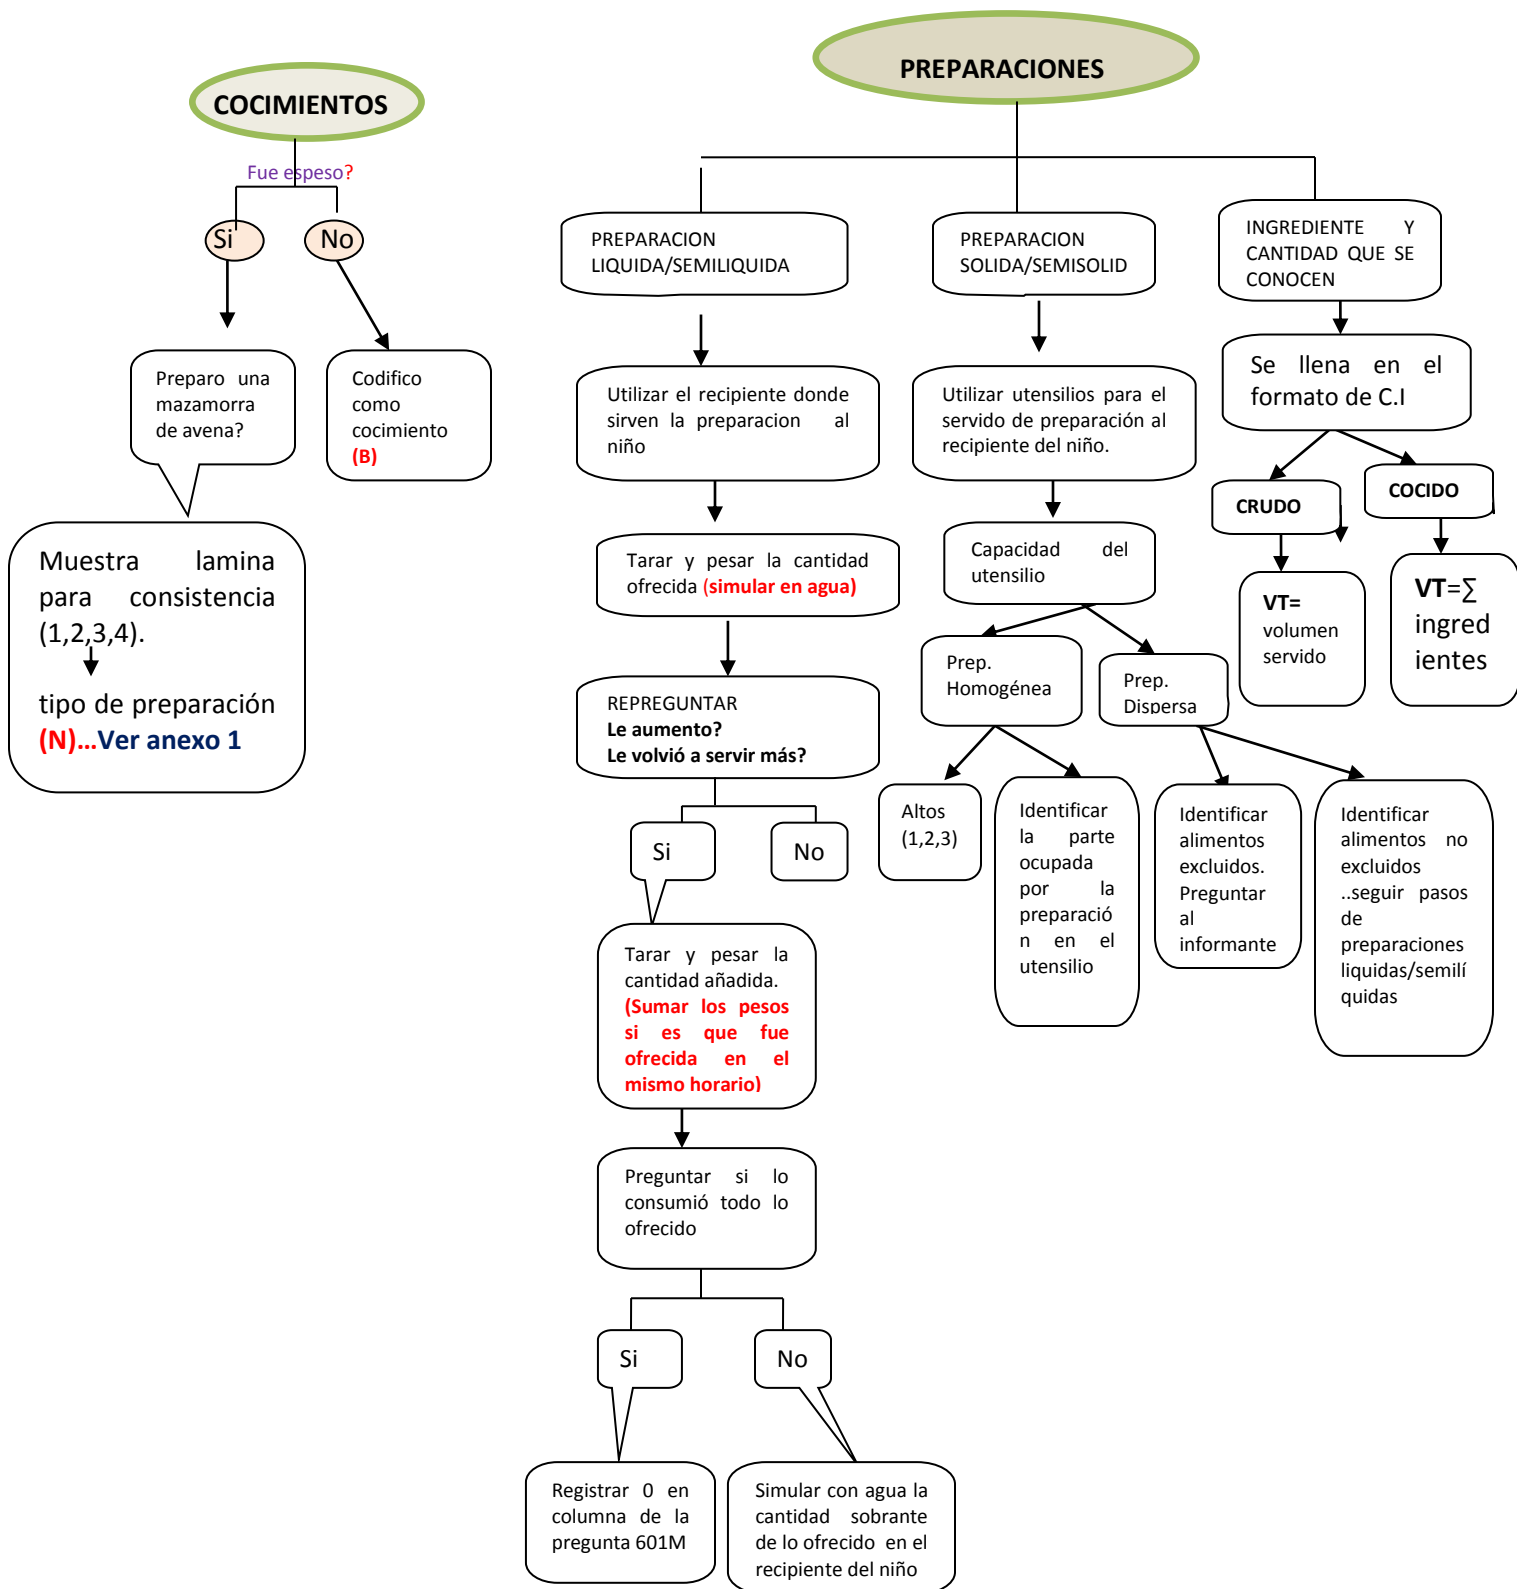 COCIMIENTOS
Fue espeso?
Si
No
Preparo una
mazamorra
de avena?
Codifico
como
cocimiento
(B)
Muestra lamina
para consistencia
(1,2,3,4).
tipo de preparación
(N)...Ver anexo 1
PREPARACIONES
PREPARACION
LIQUIDA/SEMILIQUIDA
Utilizar el recipiente donde
sirven la preparacion al
niño
Tarar y pesar la cantidad
ofrecida (simular en agua)
REPREGUNTAR
Le aumento?
Le volvió a servir más?
Si
No
Tarar y pesar la
cantidad añadida.
(Sumar los pesos
si es que fue
ofrecida en el
mismo horario)
Preguntar si lo
consumió todo lo
ofrecido
Si
No
Registrar 0 en
columna de la
pregunta 601M
Simular con agua la
cantidad sobrante
de lo ofrecido en el
recipiente del niño
PREPARACION
SOLIDA/SEMISOLID
Utilizar utensilios para el
servido de preparación al
recipiente del niño.
Capacidad del
utensilio
Prep.
Homogénea
Prep.
Dispersa
Altos
(1,2,3)
Identificar
la parte
ocupada
por la
preparació
n en el
utensilio
Identificar
alimentos
excluidos.
Preguntar
al
informante
Identificar
alimentos no
excluidos
..seguir pasos
de
preparaciones
liquidas/semilí
quidas
INGREDIENTE Y
CANTIDAD QUE SE
CONOCEN
Se llena en el
formato de C.I
CRUDO
COCIDO
VT=
volumen
servido
VT=∑
ingred
ientes